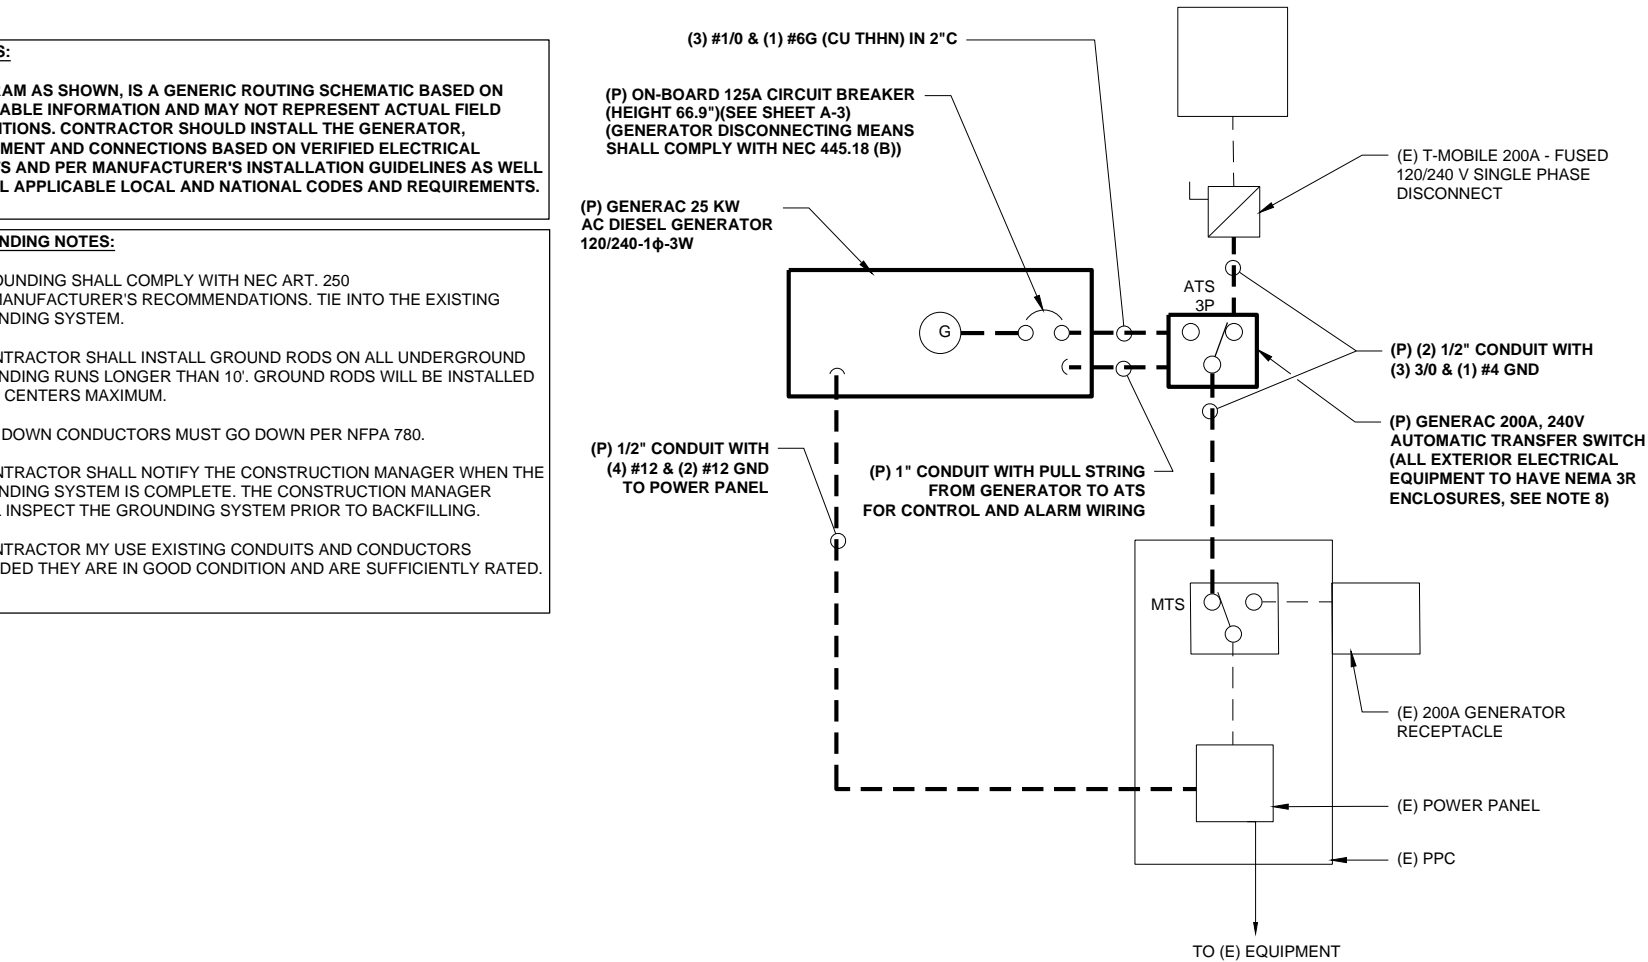 S:
AM AS SHOWN, IS A GENERIC ROUTING SCHEMATIC BASED ON
ABLE INFORMATION AND MAY NOT REPRESENT ACTUAL FIELD
ITIONS. CONTRACTOR SHOULD INSTALL THE GENERATOR,
MENT AND CONNECTIONS BASED ON VERIFIED ELECTRICAL
S AND PER MANUFACTURER'S INSTALLATION GUIDELINES AS WELL
L APPLICABLE LOCAL AND NATIONAL CODES AND REQUIREMENTS.
NDING NOTES:
OUNDING SHALL COMPLY WITH NEC ART. 250
MANUFACTURER'S RECOMMENDATIONS. TIE INTO THE EXISTING
NDING SYSTEM.
NTRACTOR SHALL INSTALL GROUND RODS ON ALL UNDERGROUND
NDING RUNS LONGER THAN 10'. GROUND RODS WILL BE INSTALLED
CENTERS MAXIMUM.
DOWN CONDUCTORS MUST GO DOWN PER NFPA 780.
NTRACTOR SHALL NOTIFY THE CONSTRUCTION MANAGER WHEN THE
NDING SYSTEM IS COMPLETE. THE CONSTRUCTION MANAGER
INSPECT THE GROUNDING SYSTEM PRIOR TO BACKFILLING.
NTRACTOR MY USE EXISTING CONDUITS AND CONDUCTORS
DED THEY ARE IN GOOD CONDITION AND ARE SUFFICIENTLY RATED.
(3) #1/0 & (1) #6G (CU THHN) IN 2"C
(P) ON-BOARD 125A CIRCUIT BREAKER
(HEIGHT 66.9")(SEE SHEET A-3)
(GENERATOR DISCONNECTING MEANS
SHALL COMPLY WITH NEC 445.18 (B))
(P) GENERAC 25 KW
AC DIESEL GENERATOR
120/240-1ϕ-3W
G
(P) 1/2" CONDUIT WITH
(4) #12 & (2) #12 GND
TO POWER PANEL
(P) 1" CONDUIT WITH PULL STRING
FROM GENERATOR TO ATS
FOR CONTROL AND ALARM WIRING
ATS
3P
(E) T-MOBILE 200A - FUSED
120/240 V SINGLE PHASE
DISCONNECT
(P) (2) 1/2" CONDUIT WITH
(3) 3/0 & (1) #4 GND
(P) GENERAC 200A, 240V
AUTOMATIC TRANSFER SWITCH
(ALL EXTERIOR ELECTRICAL
EQUIPMENT TO HAVE NEMA 3R
ENCLOSURES, SEE NOTE 8)
MTS
(E) 200A GENERATOR
RECEPTACLE
(E) POWER PANEL
(E) PPC
TO (E) EQUIPMENT